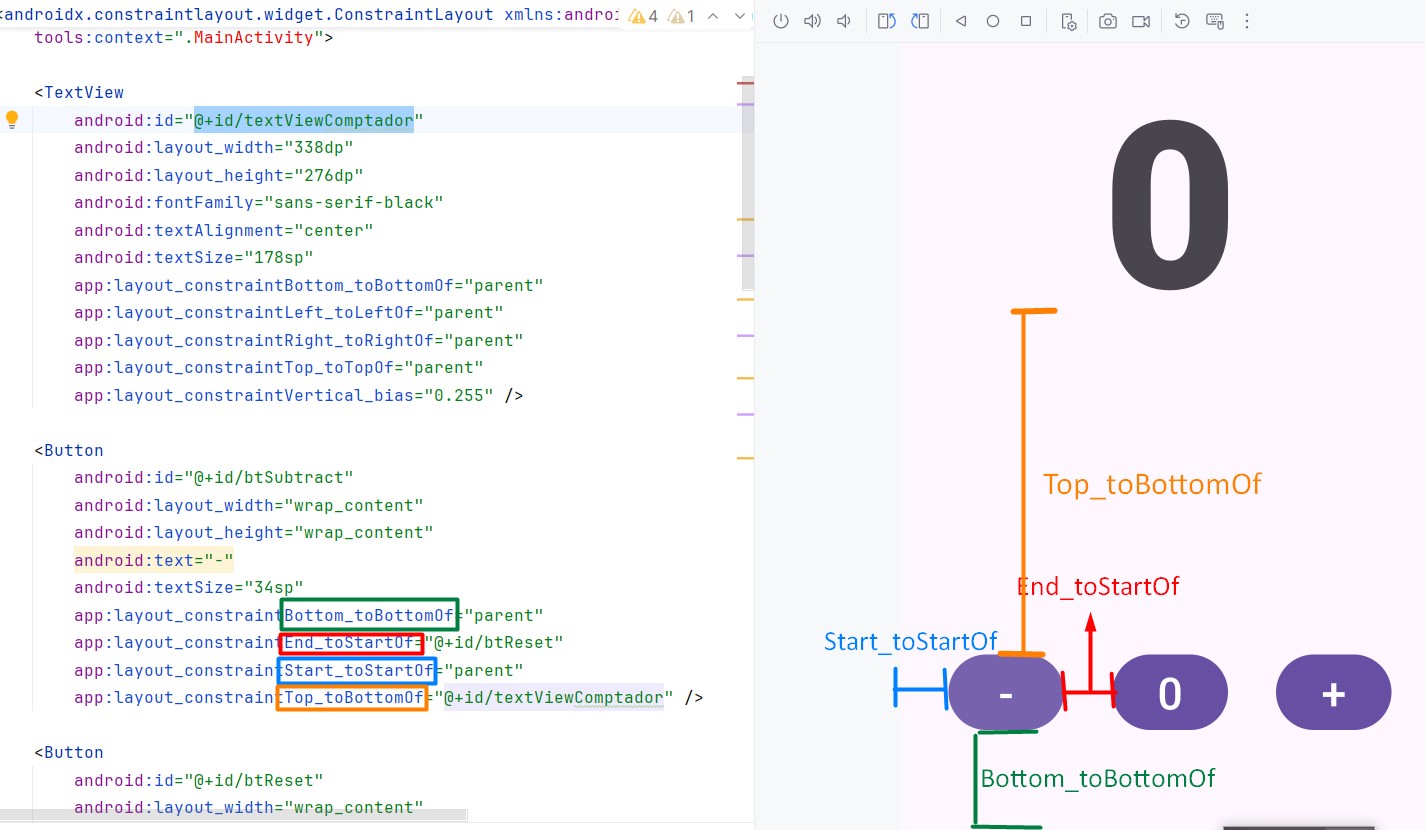 <androidx.constraintlayout.widget.ConstraintLayout xmlns:androi
4 1
tools:context=".MainActivity">
<TextView
android:id="@+id/textViewComptador"
android:layout_width="338dp"
android:layout_height="276dp"
android:fontFamily="sans-serif-black"
android:textAlignment="center"
android:textSize="178sp"
app:layout_constraintBottom_toBottomOf="parent"
app:layout_constraintLeft_toLeftOf="parent"
app:layout_constraintRight_toRightOf="parent"
app:layout_constraintTop_toTopOf="parent"
app:layout_constraintVertical_bias="0.255" />
<Button
android:id="@+id/btSubtract"
android:layout_width="wrap_content"
android:layout_height="wrap_content"
android:text="-"
android:textSize="34sp"
app:layout_constraintBottom_toBottomOf="parent"
app:layout_constraintEnd_toStartOf="@+id/btReset"
app:layout_constraintStart_toStartOf="parent"
app:layout_constraintTop_toBottomOf="@+id/textViewComptador" />
<Button
android:id="@+id/btReset"
android:layout_width="wrap_content"
0
Top_toBottomOf
End_toStartOf
Start_toStartOf
- 0 +
Bottom_toBottomOf